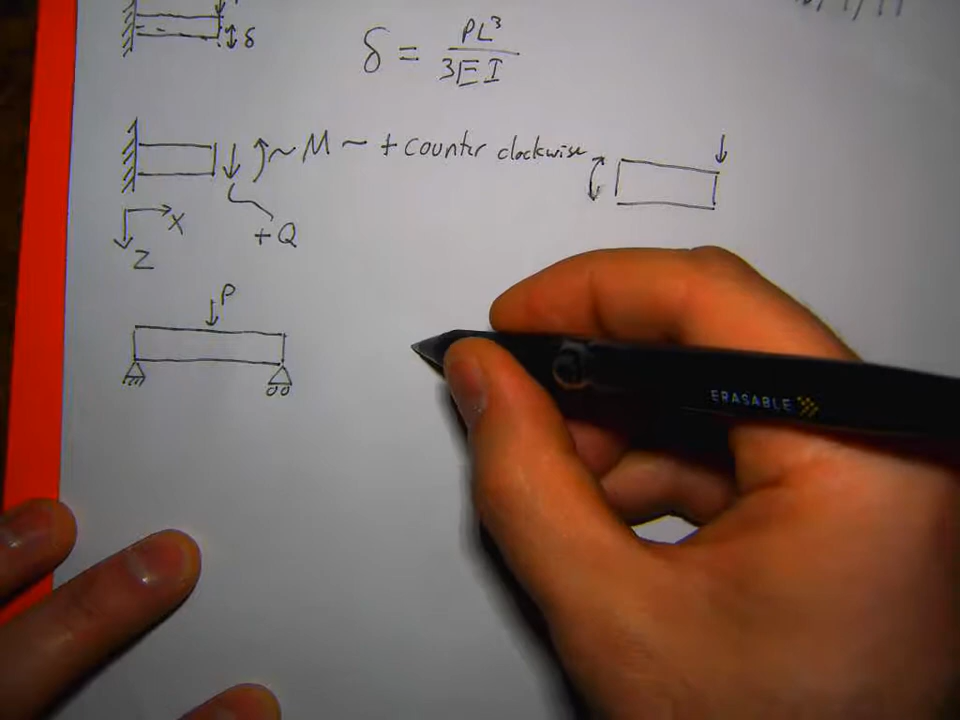 δ
δ = PL³ / 3EI
~ M ~ + counter clockwise
X
+Q
Z
P
ERASABLE